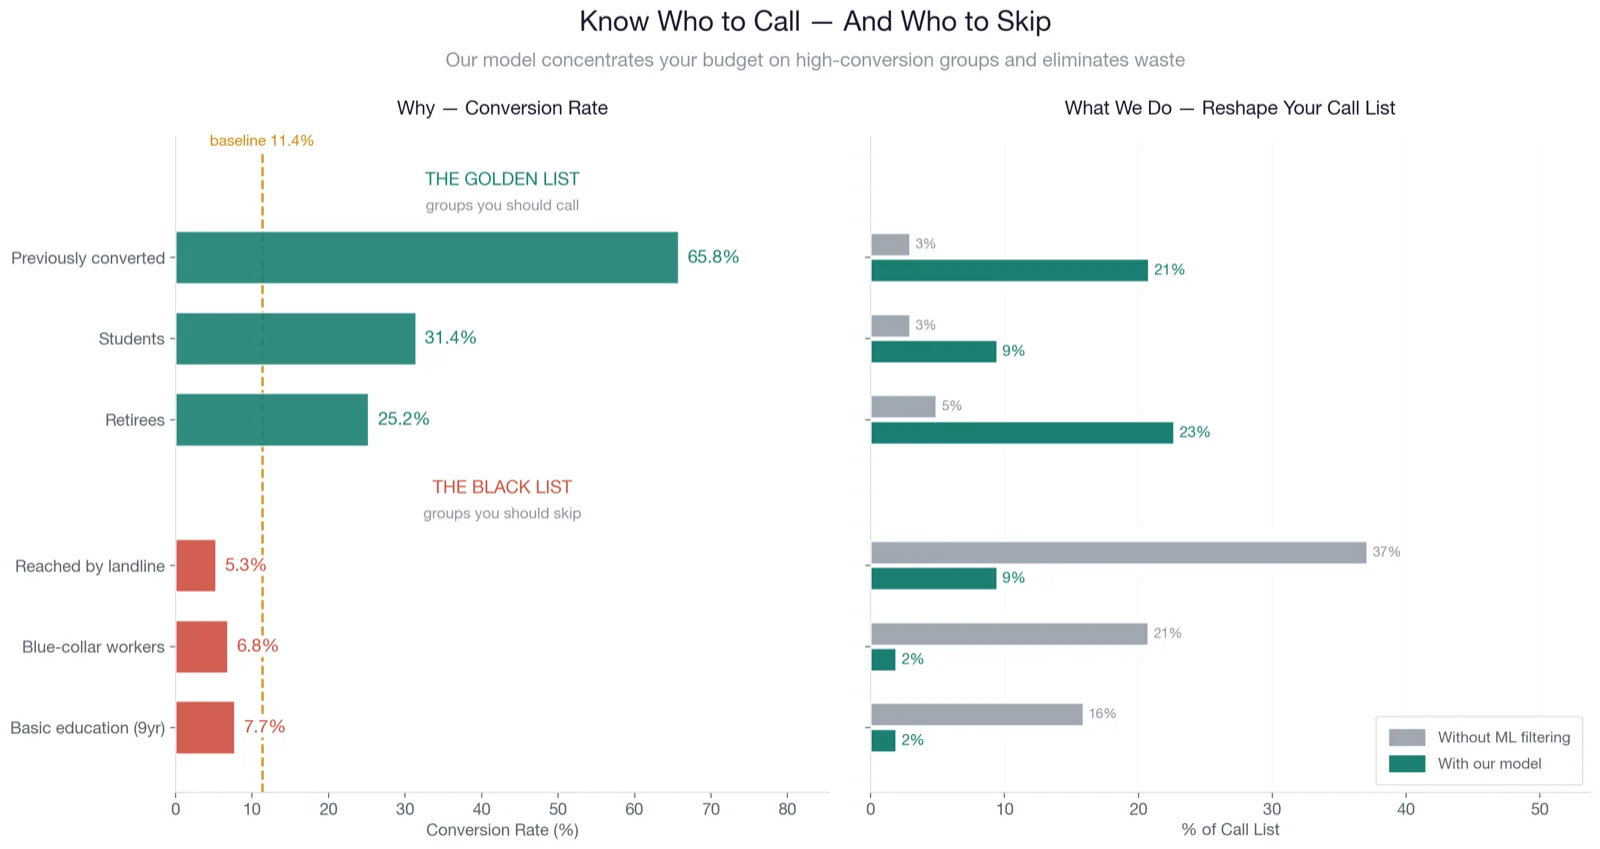 Know Who to Call — And Who to Skip
Our model concentrates your budget on high-conversion groups and eliminates waste
Why — Conversion Rate
baseline 11.4%
THE GOLDEN LIST
groups you should call
Previously converted
65.8%
Students
31.4%
Retirees
25.2%
THE BLACK LIST
groups you should skip
Reached by landline
5.3%
Blue-collar workers
6.8%
Basic education (9yr)
7.7%
0 10 20 30 40 50 60 70 80
Conversion Rate (%)
What We Do — Reshape Your Call List
3%
21%
3%
9%
5%
23%
37%
9%
21%
2%
16%
2%
Without ML filtering
With our model
0 10 20 30 40 50
% of Call List